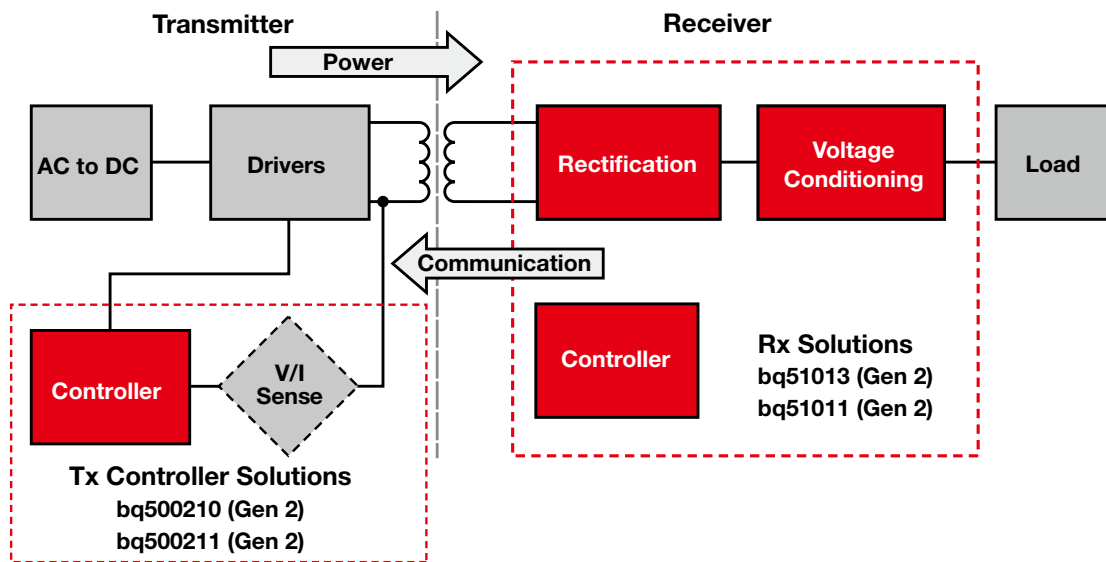 Transmitter
Receiver
Power
AC to DC
Drivers
Rectification
Voltage
Conditioning
Load
Communication
Controller
V/I
Sense
Controller
Rx Solutions
bq51013 (Gen 2)
bq51011 (Gen 2)
Tx Controller Solutions
bq500210 (Gen 2)
bq500211 (Gen 2)